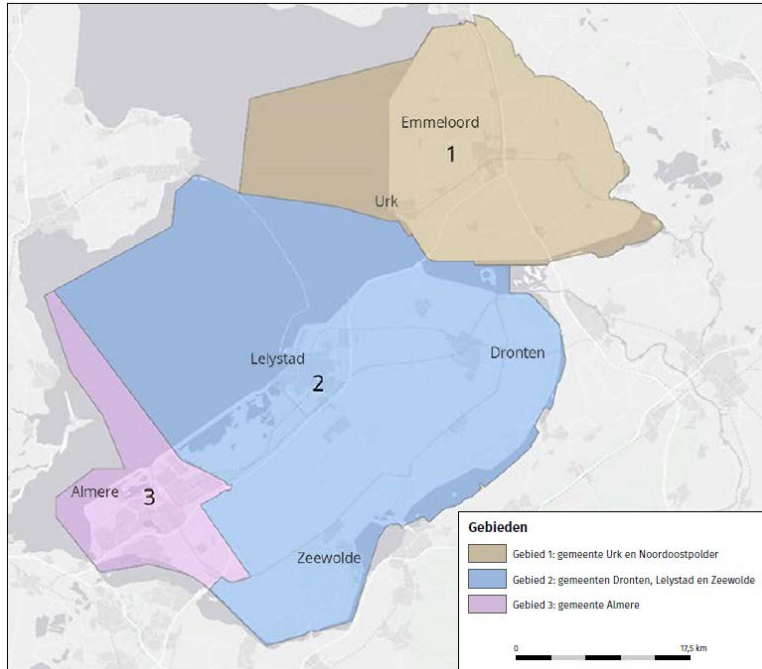 Emmeloord
1
Urk
Lelystad
2
Dronten
Almere
3
Zeewolde
Gebieden
Gebied 1: gemeente Urk en Noordoostpolder
Gebied 2: gemeenten Dronten, Lelystad en Zeewolde
Gebied 3: gemeente Almere
0 17,5 km